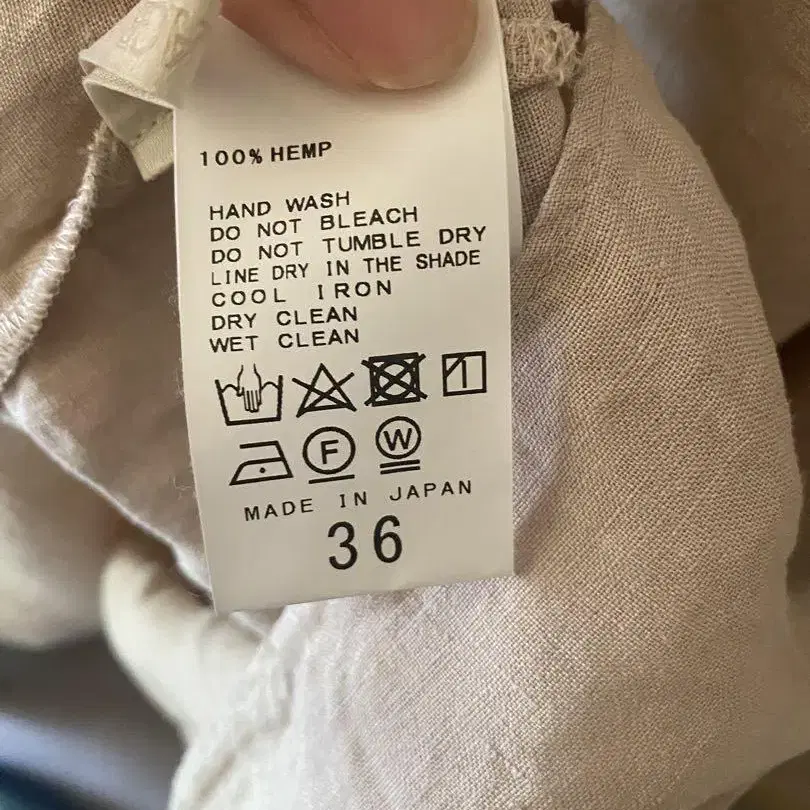 100% HEMP
HAND WASH
DO NOT BLEACH
DO NOT TUMBLE DRY
LINE DRY IN THE SHADE
COOL IRON
DRY CLEAN
WET CLEAN
F W
MADE IN JAPAN
36